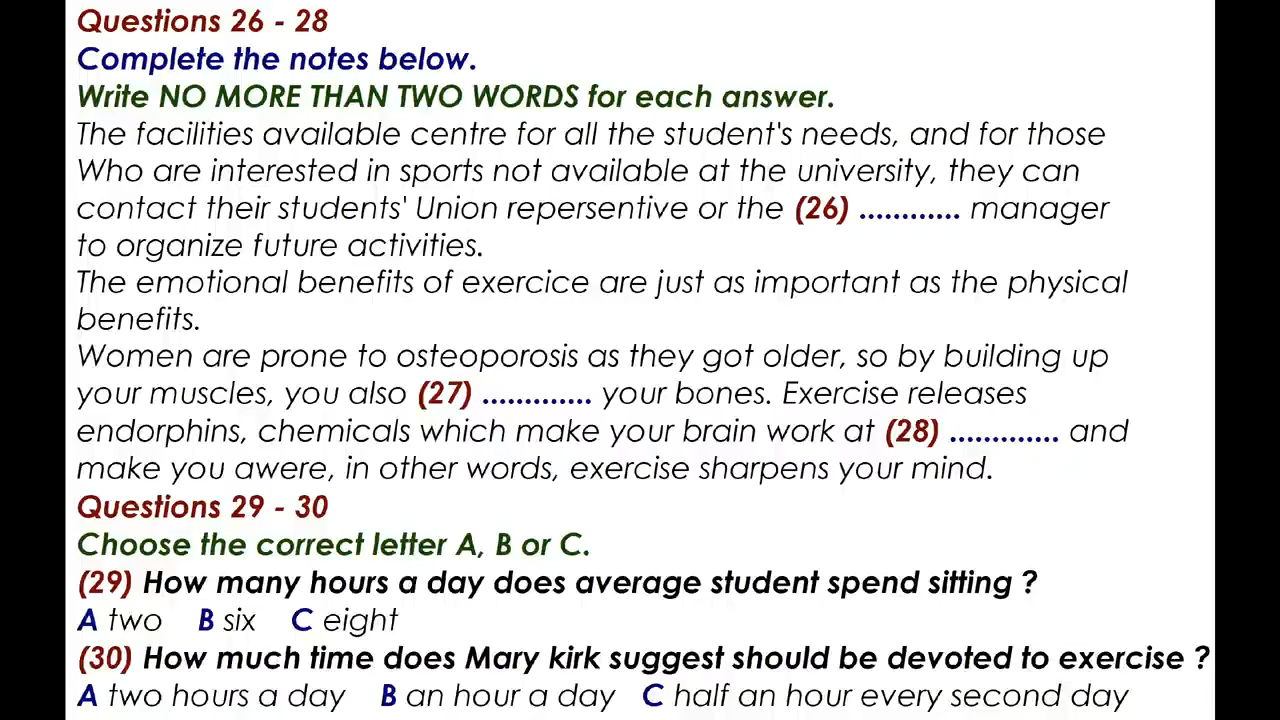 Questions 26 - 28
Complete the notes below.
Write NO MORE THAN TWO WORDS for each answer.
The facilities available centre for all the student's needs, and for those
Who are interested in sports not available at the university, they can
contact their students' Union repersentive or the (26) ............ manager
to organize future activities.
The emotional benefits of exercice are just as important as the physical
benefits.
Women are prone to osteoporosis as they got older, so by building up
your muscles, you also (27) ............. your bones. Exercise releases
endorphins, chemicals which make your brain work at (28) ............. and
make you awere, in other words, exercise sharpens your mind.
Questions 29 - 30
Choose the correct letter A, B or C.
(29) How many hours a day does average student spend sitting ?
A two B six C eight
(30) How much time does Mary kirk suggest should be devoted to exercise ?
A two hours a day B an hour a day C half an hour every second day